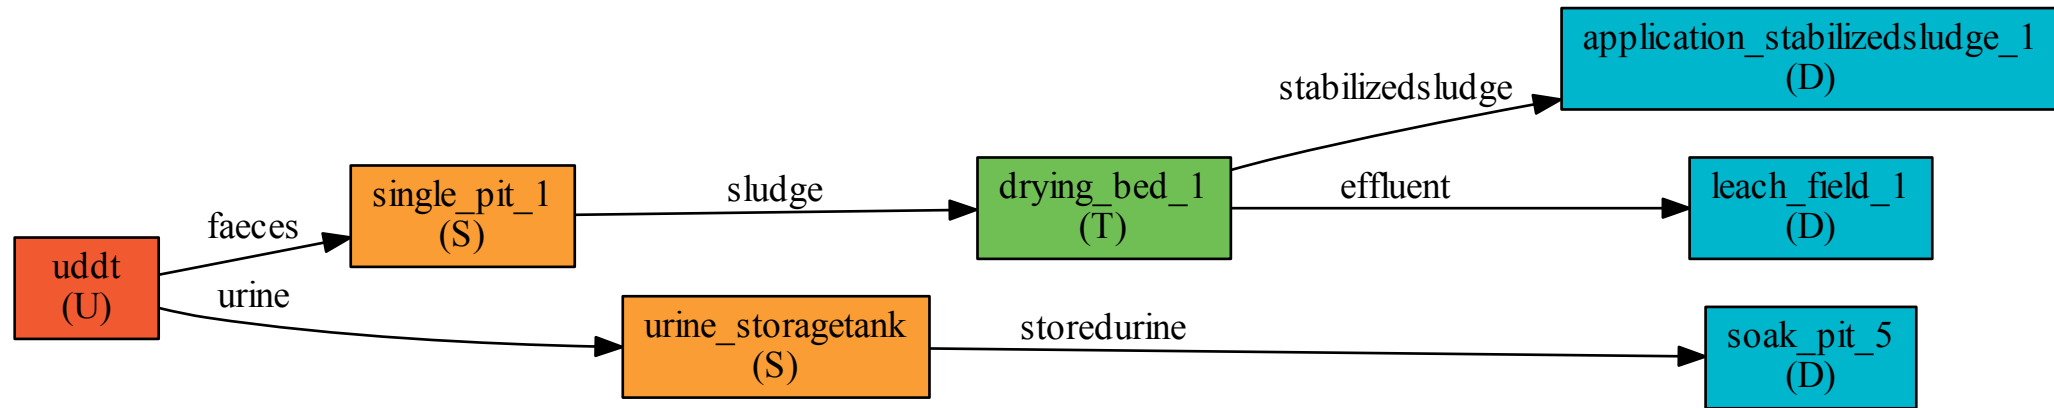 uddt
(U)
faeces
urine
single_pit_1
(S)
sludge
urine_storagetank
(S)
storedurine
drying_bed_1
(T)
stabilizedsludge
effluent
application_stabilizedsludge_1
(D)
leach_field_1
(D)
soak_pit_5
(D)